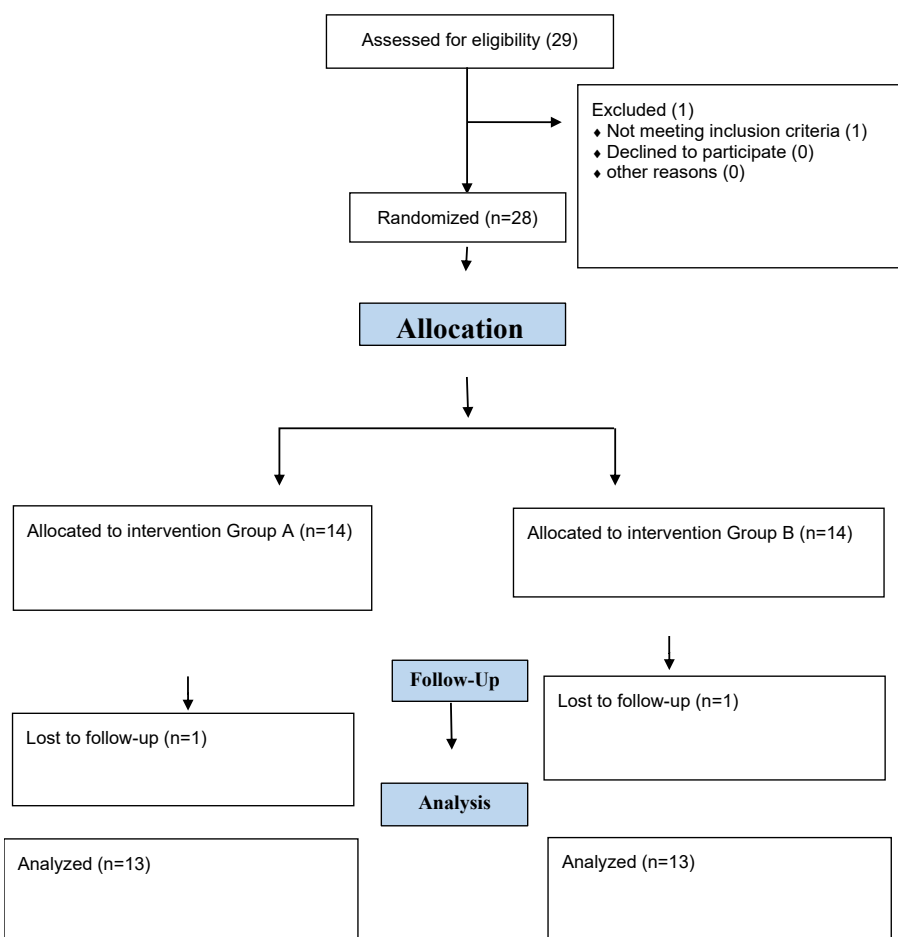 Assessed for eligibility (29)
Excluded (1)
♦ Not meeting inclusion criteria (1)
♦ Declined to participate (0)
♦ other reasons (0)
Randomized (n=28)
Allocation
Allocated to intervention Group A (n=14)
Allocated to intervention Group B (n=14)
Follow-Up
Lost to follow-up (n=1)
Lost to follow-up (n=1)
Analysis
Analyzed (n=13)
Analyzed (n=13)